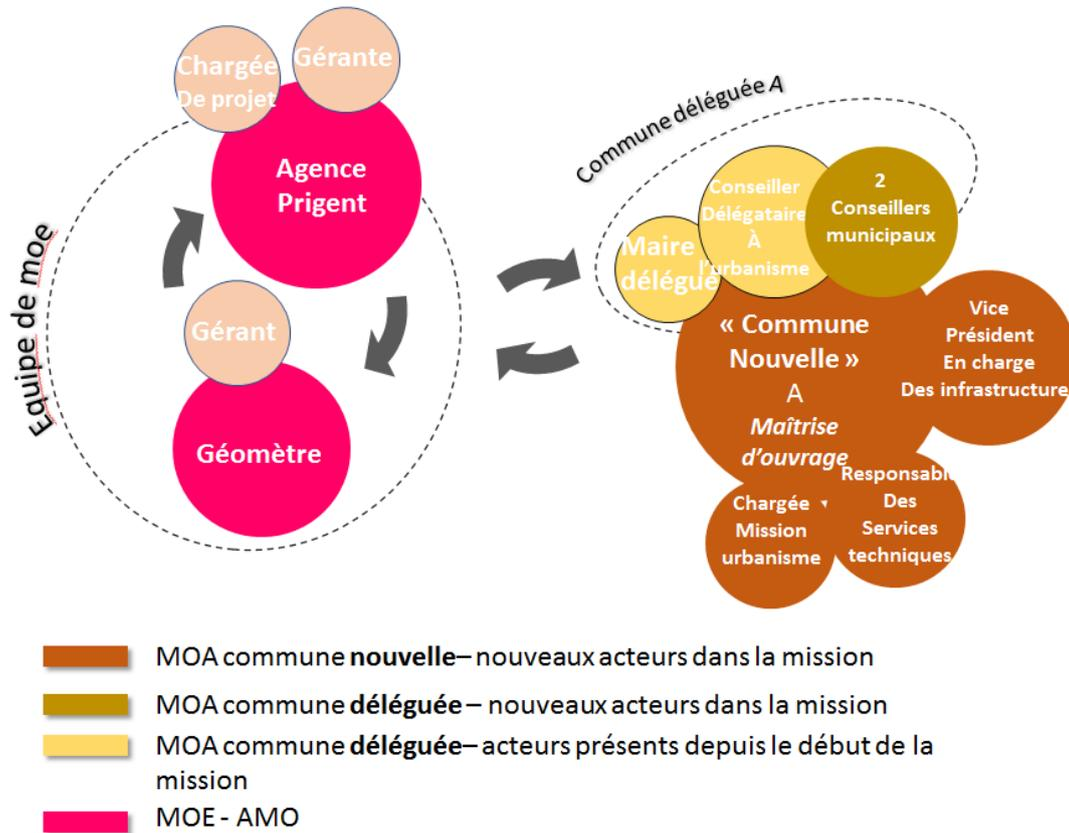 Chargée
De projet
Gérante
Agence
Prigent
Equipe de moe
Gérant
Géomètre
Commune déléguée A
Maire
délégué
Conseiller
Délégataire
À
l'urbanisme
2
Conseillers
municipaux
« Commune
Nouvelle »
A
Maîtrise
d'ouvrage
Vice
Président
En charge
Des infrastructure
Chargée
Mission
urbanisme
Responsabl
Des
Services
techniques
MOA commune nouvelle– nouveaux acteurs dans la mission
MOA commune déléguée – nouveaux acteurs dans la mission
MOA commune déléguée– acteurs présents depuis le début de la
mission
MOE - AMO